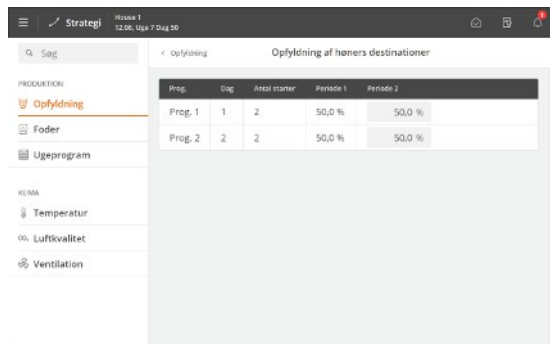 Strategi
House 1
12:06, Uge 7 Dag 50
Søg
Opfyldning
Opfyldning af høners destinationer
PRODUKTION
Opfyldning
Foder
Ugeprogram
KLIMA
Temperatur
CO₂ Luftkvalitet
Ventilation
Prog. Dag Antal starter Periode 1 Periode 2
Prog. 1 1 2 50,0 % 50,0 %
Prog. 2 2 2 50,0 % 50,0 %